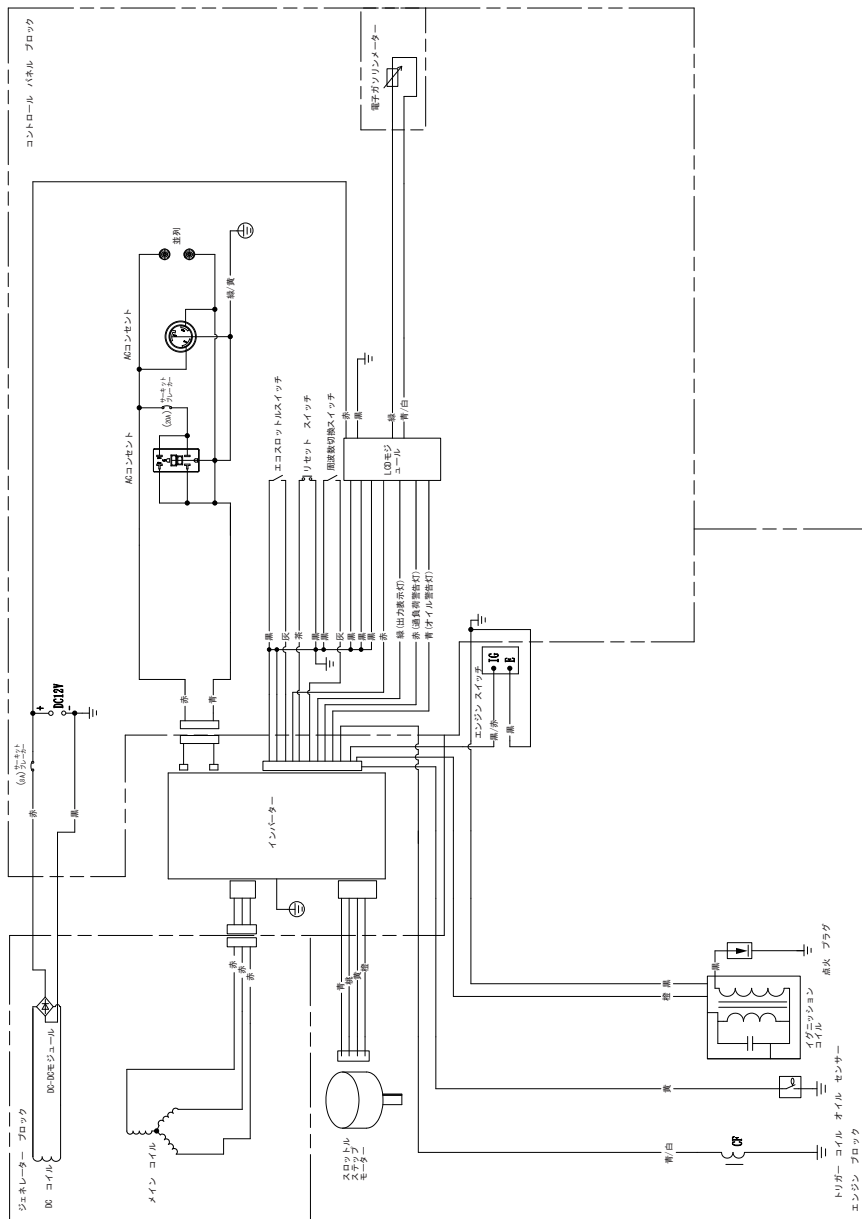 コントロール パネル ブロック
電子ガソリンメーター
並列
緑/黄
ACコンセント
サーキット
ブレーカー
(20A)
ACコンセント
エコスロットルスイッチ
リセット スイッチ
周波数切換スイッチ
赤
黒
緑
青/白
LCDモジ
ュール
黒
灰
茶
黒
黒
灰
黒
黒
黒
赤
緑(出力表示灯)
赤(過負荷警告灯)
青(オイル警告灯)
+
DC12V
-
サーキット
ブレーカー
赤
黒
赤
青
エンジン スイッチ
IG
E
黒/赤
黒
インバーター
赤
赤
赤
青
桃
黄
橙
ジェネレーター ブロック
DC コイル
DC-DCモジュール
メイン コイル
スロットル
ステップ
モーター
黒
橙
黒
点火 プラグ
イグニッション
コイル
黄
オイル センサー
青/白
CF
トリガー コイル
エンジン ブロック